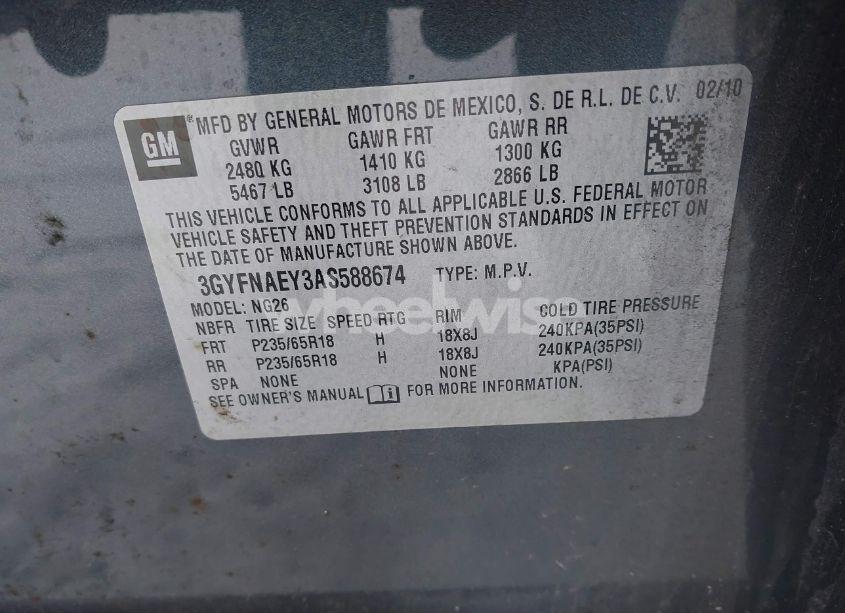 GM
®
MFD BY GENERAL MOTORS DE MEXICO, S. DE R.L. DE C.V. 02/10
GVWR GAWR FRT GAWR RR
2480 KG 1410 KG 1300 KG
5467 LB 3108 LB 2866 LB
THIS VEHICLE CONFORMS TO ALL APPLICABLE U.S. FEDERAL MOTOR
VEHICLE SAFETY AND THEFT PREVENTION STANDARDS IN EFFECT ON
THE DATE OF MANUFACTURE SHOWN ABOVE.
3GYFNAEY3AS588674 TYPE: M.P.V.
MODEL: NG26
wheelwise
NBFR TIRE SIZE SPEED RTG RIM COLD TIRE PRESSURE
FRT P235/65R18 H 18X8J 240KPA(35PSI)
RR P235/65R18 H 18X8J 240KPA(35PSI)
SPA NONE NONE KPA(PSI)
SEE OWNER'S MANUAL FOR MORE INFORMATION.